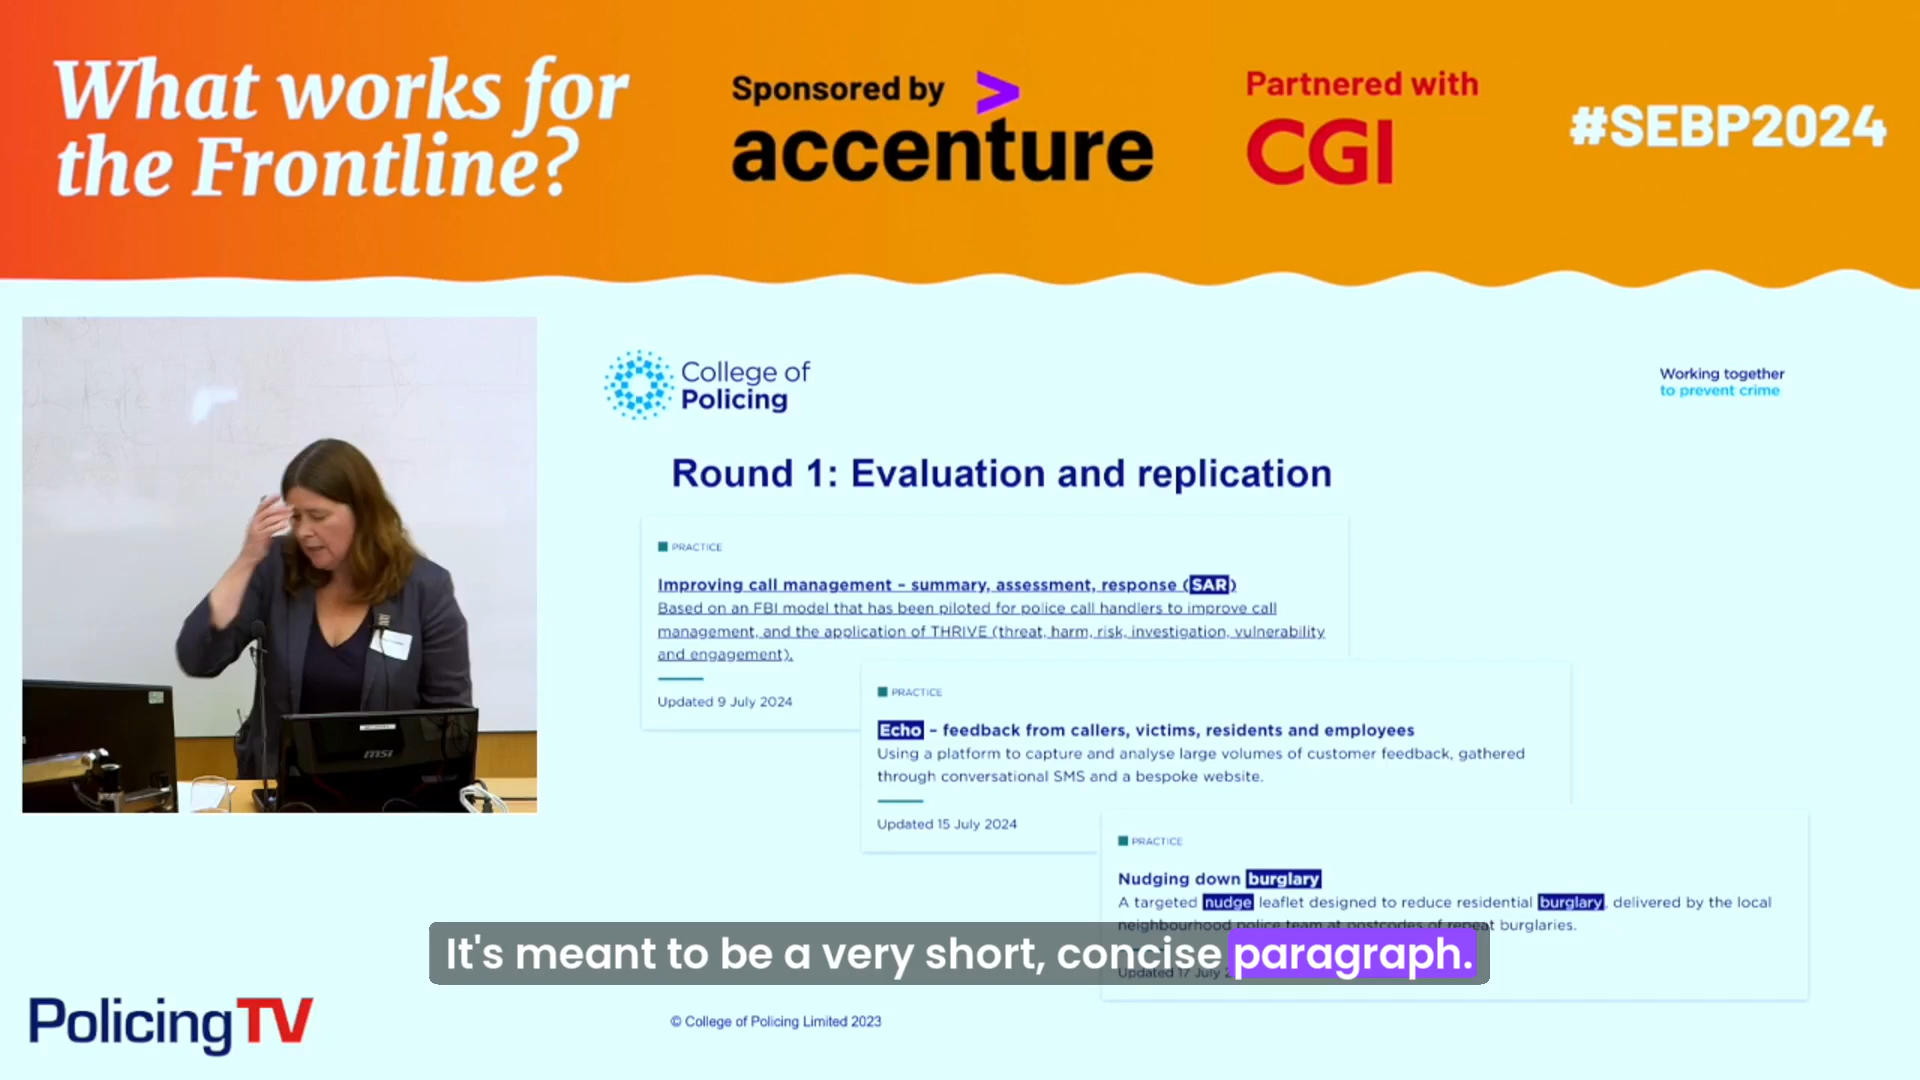 What works for
the Frontline?
Sponsored by
accenture
Partnered with
CGI
#SEBP2024
College of
Policing
Working together
to prevent crime
Round 1: Evaluation and replication
PRACTICE
Improving call management – summary, assessment, response (SAR)
Based on an FBI model that has been piloted for police call handlers to improve call
management, and the application of THRIVE (threat, harm, risk, investigation, vulnerability
and engagement).
Updated 9 July 2024
PRACTICE
Echo – feedback from callers, victims, residents and employees
Using a platform to capture and analyse large volumes of customer feedback, gathered
through conversational SMS and a bespoke website.
Updated 15 July 2024
PRACTICE
Nudging down burglary
A targeted nudge leaflet designed to reduce residential burglary, delivered by the local
neighbourhood police team at postcodes of repeat burglaries.
It's meant to be a very short, concise paragraph.
Updated 17 July
msi
PolicingTV
© College of Policing Limited 2023